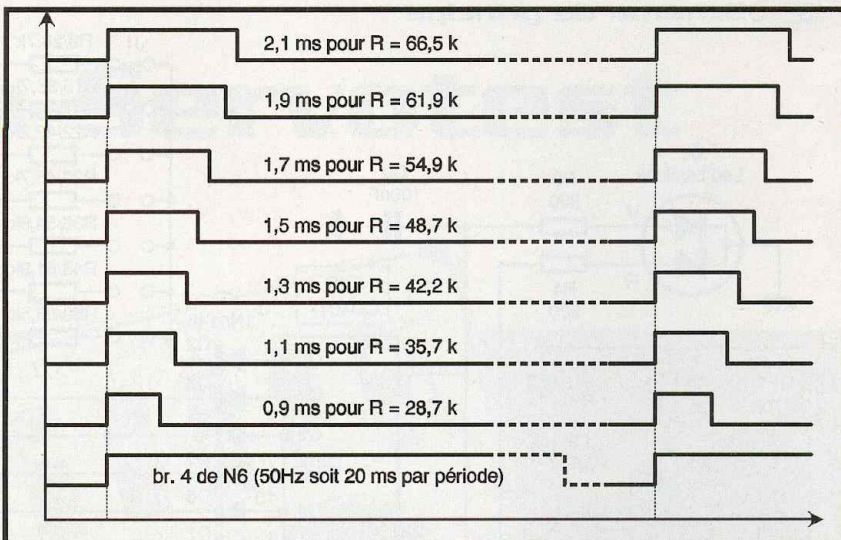 2,1 ms pour R = 66,5 k
1,9 ms pour R = 61,9 k
1,7 ms pour R = 54,9 k
1,5 ms pour R = 48,7 k
1,3 ms pour R = 42,2 k
1,1 ms pour R = 35,7 k
0,9 ms pour R = 28,7 k
br. 4 de N6 (50Hz soit 20 ms par période)